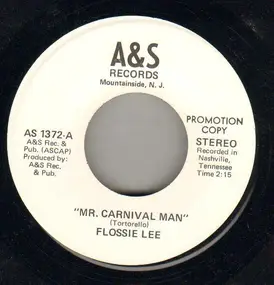 A&S
RECORDS
Mountainside, N. J.
AS 1372-A
A&S Rec. &
Pub. (ASCAP)
Produced by:
A&S Rec.
& Pub.
PROMOTION
COPY
STEREO
Recorded in
Nashville,
Tennessee
Time 2:15
"MR. CARNIVAL MAN"
(Tortorello)
FLOSSIE LEE